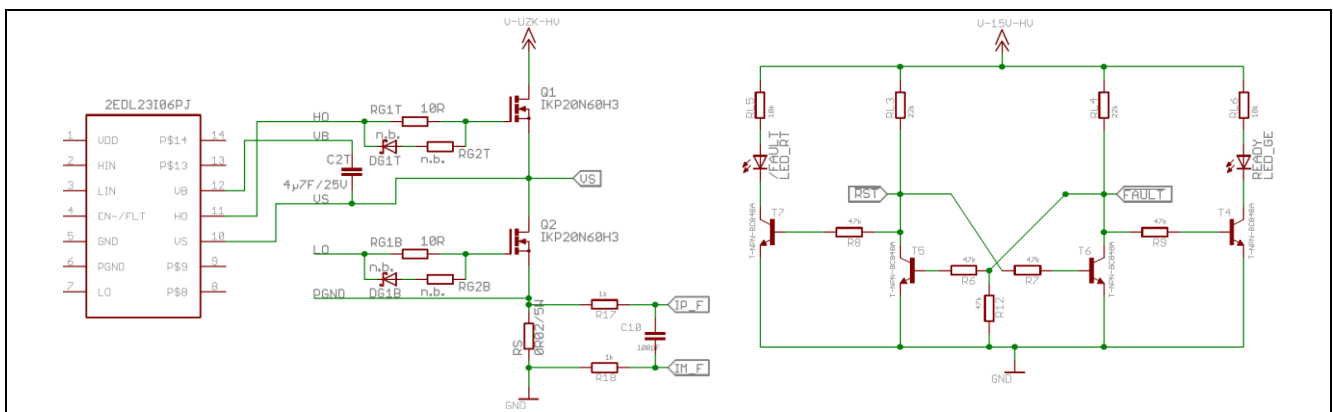 V-UZK-HV
2EDL23I06PJ
1 VDD P$14 14
2 HIN P$13 13
3 LIN VB 12
4 EN-/FLT HO 11
5 GND VS 10
6 PGND P$9 9
7 LO P$8 8
HO
VB
RG1T 10R
n.b.
DG1T
n.b.
RG2T
C2T
4µ7F/25V
VS
Q1
IKP20N60H3
VS
Q2
IKP20N60H3
LO
RG1B 10R
n.b.
DG1B
n.b.
RG2B
PGND
RS
0R02/5W
1k
R17
IP_F
C10
100pF
1k
R18
IM_F
GND
V-15V-HV
RL5
10k
RL3
22k
RL4
22k
RL6
10k
/FAULT
LED_RT
READY
LED_GE
RST
FAULT
T7
T-NPN-BC848A
47k
R8
T5
T-NPN-BC848A
47k
R6
47k
R7
47k
R12
T6
T-NPN-BC848A
47k
R9
T4
T-NPN-BC848A
GND